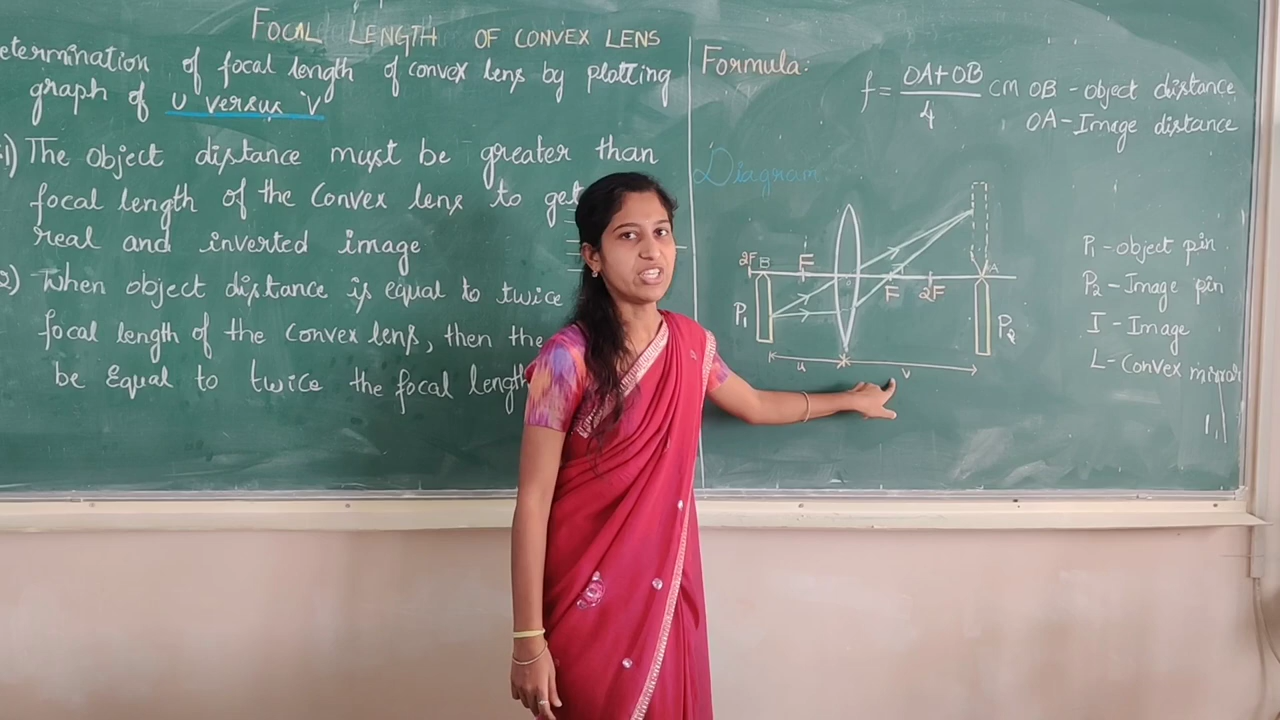 FOCAL LENGTH OF CONVEX LENS
etermination of focal length of convex lens by plotting
graph of U versus V
1) The object distance must be greater than
focal length of the Convex lens to get
real and inverted image
2) When object distance is equal to twice
focal length of the Convex lens, then the
be Equal to twice the focal length
Formula:
f = OA+OB / 4 cm
OB - object distance
OA - Image distance
Diagram
2F B F
F 2F A
P₁
P₂
u v
P₁ - object pin
P₂ - Image pin
I - Image
L - Convex mirror